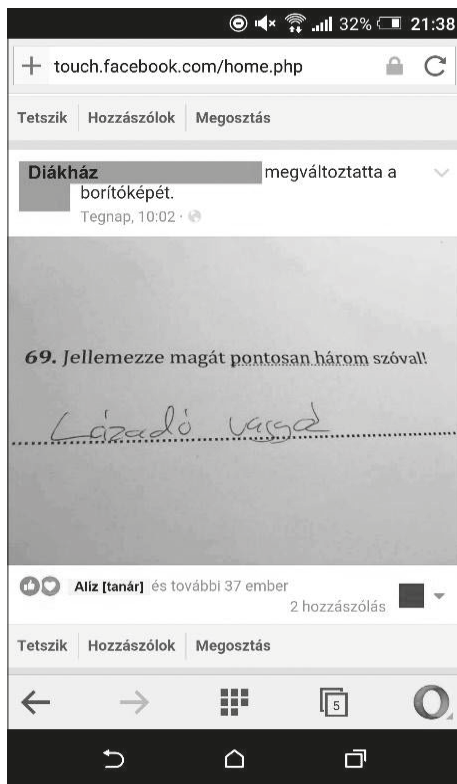 32% 21:38
+ touch.facebook.com/home.php
Tetszik Hozzászólok Megosztás
Diákház megváltoztatta a
borítóképét.
Tegnap, 10:02 ·
69. Jellemezze magát pontosan három szóval!
Lázadó vagyok
Alíz [tanár] és további 37 ember
2 hozzászólás
Tetszik Hozzászólok Megosztás
5